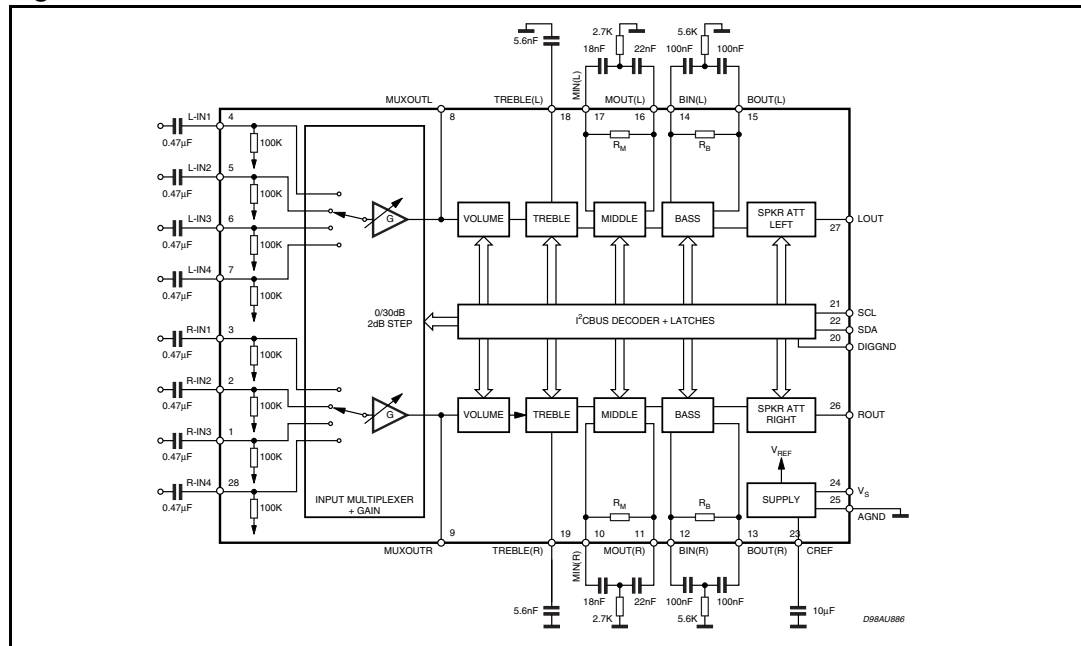 5.6nF
2.7K
18nF
22nF
5.6K
100nF
100nF
MUXOUTL
TREBLE(L)
MIN(L)
MOUT(L)
BIN(L)
BOUT(L)
8
18
17
16
14
15
L-IN1
4
0.47μF
100K
L-IN2
5
0.47μF
100K
L-IN3
6
0.47μF
100K
L-IN4
7
0.47μF
100K
R-IN1
3
0.47μF
100K
R-IN2
2
0.47μF
100K
R-IN3
1
0.47μF
100K
R-IN4
28
0.47μF
100K
G
0/30dB
2dB STEP
G
INPUT MULTIPLEXER
+ GAIN
RM
RB
VOLUME
TREBLE
MIDDLE
BASS
SPKR ATT
LEFT
27
LOUT
I2CBUS DECODER + LATCHES
21
SCL
22
SDA
20
DIGGND
VOLUME
TREBLE
MIDDLE
BASS
SPKR ATT
RIGHT
26
ROUT
VREF
SUPPLY
24
VS
25
AGND
RM
RB
9
19
10
11
12
13
23
MUXOUTR
TREBLE(R)
MIN(R)
MOUT(R)
BIN(R)
BOUT(R)
CREF
5.6nF
18nF
22nF
2.7K
100nF
100nF
5.6K
10μF
D98AU886